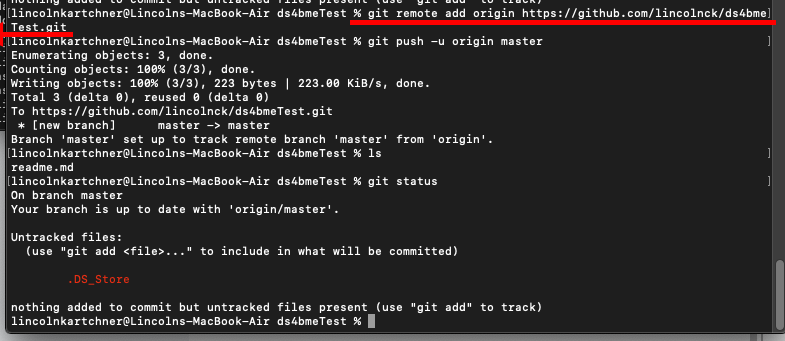 nothing added to commit but untracked files present (use "git add" to track)
[lincolnkartchner@Lincolns-MacBook-Air ds4bmeTest % git remote add origin https://github.com/lincolnck/ds4bme]
Test.git
[lincolnkartchner@Lincolns-MacBook-Air ds4bmeTest % git push -u origin master ]
Enumerating objects: 3, done.
Counting objects: 100% (3/3), done.
Writing objects: 100% (3/3), 223 bytes | 223.00 KiB/s, done.
Total 3 (delta 0), reused 0 (delta 0)
To https://github.com/lincolnck/ds4bmeTest.git
 * [new branch]      master -> master
Branch 'master' set up to track remote branch 'master' from 'origin'.
[lincolnkartchner@Lincolns-MacBook-Air ds4bmeTest % ls ]
readme.md
[lincolnkartchner@Lincolns-MacBook-Air ds4bmeTest % git status ]
On branch master
Your branch is up to date with 'origin/master'.
Untracked files:
  (use "git add <file>..." to include in what will be committed)
        .DS_Store
nothing added to commit but untracked files present (use "git add" to track)
lincolnkartchner@Lincolns-MacBook-Air ds4bmeTest %